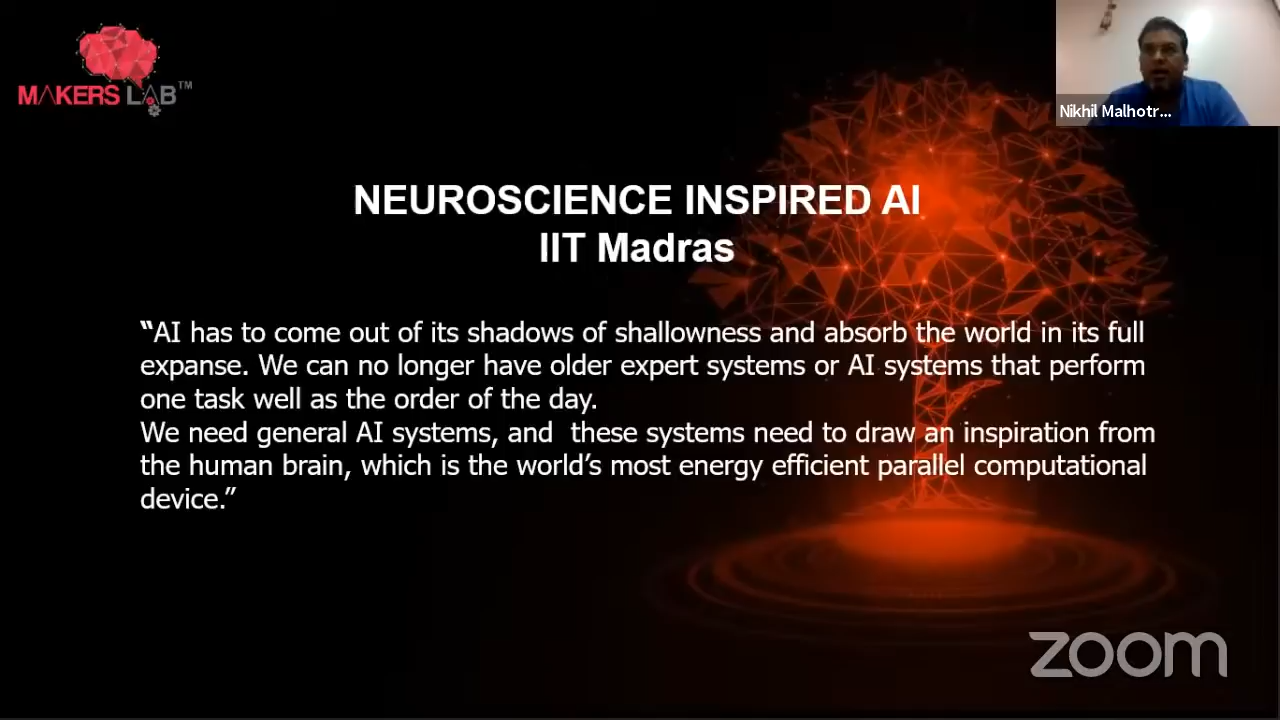 MAKERS LAB™
Nikhil Malhotr...
NEUROSCIENCE INSPIRED AI
IIT Madras
“AI has to come out of its shadows of shallowness and absorb the world in its full
expanse. We can no longer have older expert systems or AI systems that perform
one task well as the order of the day.
We need general AI systems, and  these systems need to draw an inspiration from
the human brain, which is the world’s most energy efficient parallel computational
device.”
zoom